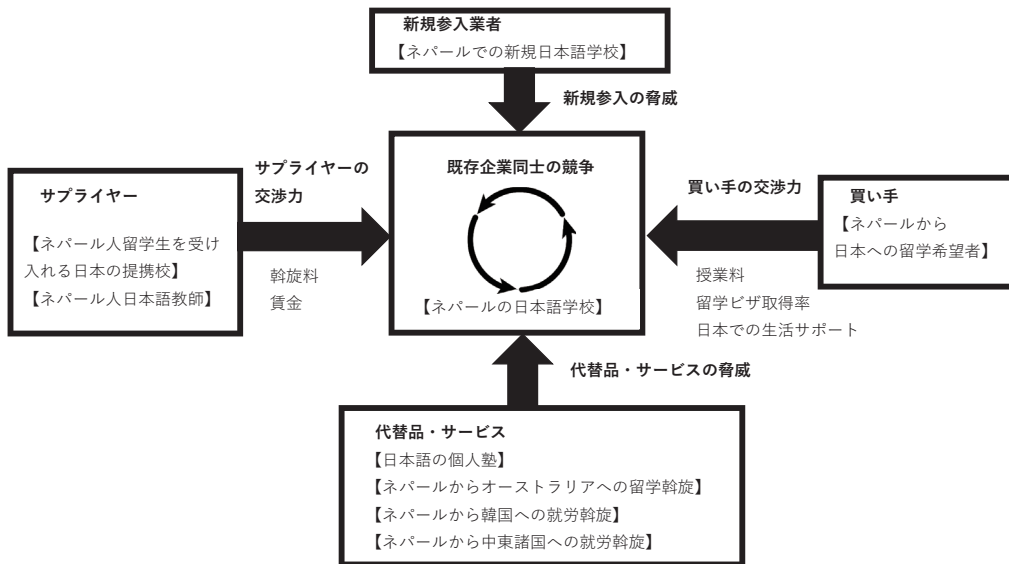 新規参入業者
【ネパールでの新規日本語学校】
新規参入の脅威
サプライヤー
【ネパール人留学生を受け
入れる日本の提携校】
【ネパール人日本語教師】
サプライヤーの
交渉力
斡旋料
賃金
既存企業同士の競争
【ネパールの日本語学校】
買い手の交渉力
授業料
留学ビザ取得率
日本での生活サポート
買い手
【ネパールから
日本への留学希望者】
代替品・サービスの脅威
代替品・サービス
【日本語の個人塾】
【ネパールからオーストラリアへの留学斡旋】
【ネパールから韓国への就労斡旋】
【ネパールから中東諸国への就労斡旋】